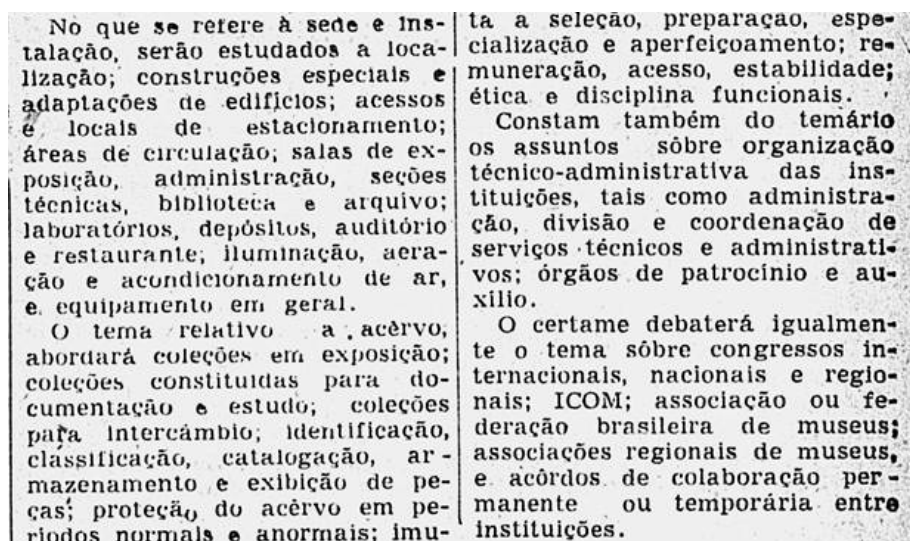 No que se refere à sede e ins-
talação, serão estudados a loca-
lização; construções especiais e
adaptações de edifícios; acessos
e locais de estacionamento;
áreas de circulação; salas de ex-
posição, administração, seções
técnicas, biblioteca e arquivo;
laboratórios, depósitos, auditório
e restaurante; iluminação, aera-
ção e acondicionamento de ar,
e equipamento em geral.
O tema relativo a acêrvo,
abordará coleções em exposição;
coleções constituidas para do-
cumentação e estudo; coleções
para intercâmbio; identificação,
classificação, catalogação, ar-
mazenamento e exibição de pe-
ças; proteção do acêrvo em pe-
riodos normais e anormais; imu-
ta a seleção, preparação, espe-
cialização e aperfeiçoamento; re-
muneração, acesso, estabilidade;
ética e disciplina funcionais.
Constam também do temário
os assuntos sôbre organização
técnico-administrativa das ins-
tituições, tais como administra-
ção, divisão e coordenação de
serviços técnicos e administrati-
vos; órgãos de patrocínio e au-
xílio.
O certame debaterá igualmen-
te o tema sôbre congressos in-
ternacionais, nacionais e regio-
nais; ICOM; associação ou fe-
deração brasileira de museus;
associações regionais de museus,
e acôrdos de colaboração per-
manente ou temporária entre
instituições.